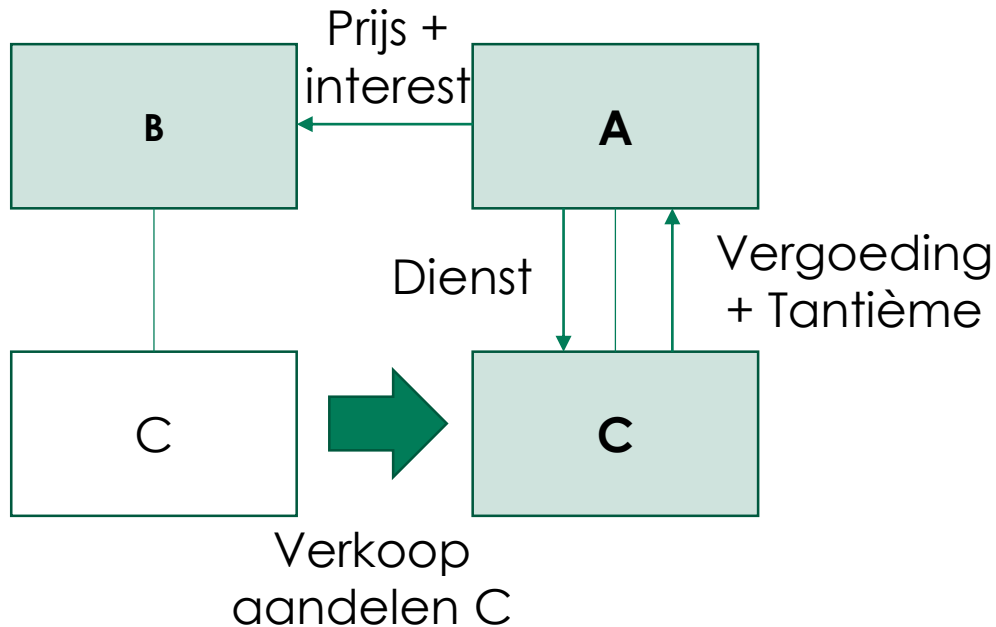 Prijs +
interest
B
A
Dienst
Vergoeding
+ Tantième
C
C
Verkoop
aandelen C